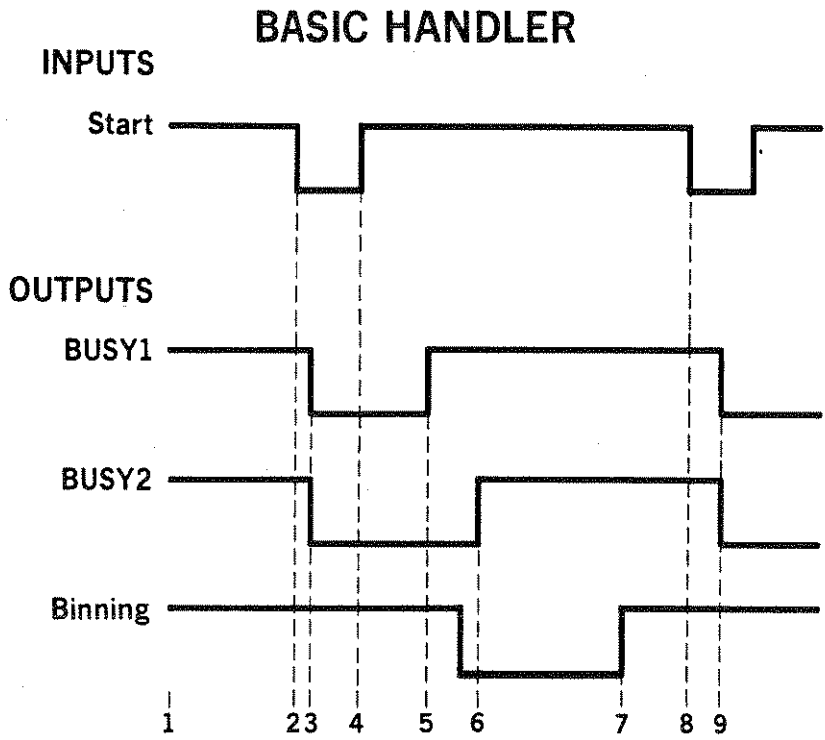 BASIC HANDLER
INPUTS
Start
OUTPUTS
BUSY1
BUSY2
Binning
1 2 3 4 5 6 7 8 9